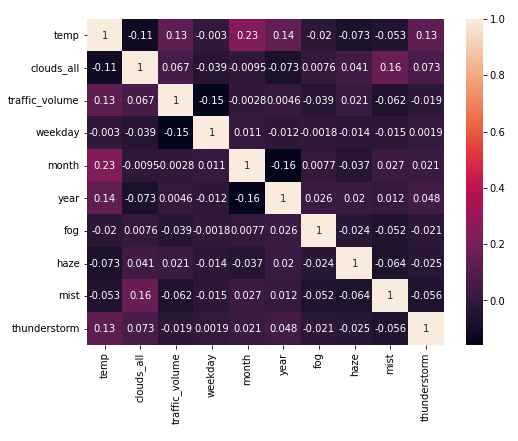 temp 1 -0.11 0.13 -0.003 0.23 0.14 -0.02 -0.073 -0.053 0.13
clouds_all -0.11 1 0.067 -0.039 -0.0095 -0.073 0.0076 0.041 0.16 0.073
traffic_volume 0.13 0.067 1 -0.15 -0.0028 0.0046 -0.039 0.021 -0.062 -0.019
weekday -0.003 -0.039 -0.15 1 0.011 -0.012 -0.0018 -0.014 -0.015 0.0019
month 0.23 -0.0095 -0.0028 0.011 1 -0.16 0.0077 -0.037 0.027 0.021
year 0.14 -0.073 0.0046 -0.012 -0.16 1 0.026 0.02 0.012 0.048
fog -0.02 0.0076 -0.039 -0.0018 0.0077 0.026 1 -0.024 -0.052 -0.021
haze -0.073 0.041 0.021 -0.014 -0.037 0.02 -0.024 1 -0.064 -0.025
mist -0.053 0.16 -0.062 -0.015 0.027 0.012 -0.052 -0.064 1 -0.056
thunderstorm 0.13 0.073 -0.019 0.0019 0.021 0.048 -0.021 -0.025 -0.056 1
temp clouds_all traffic_volume weekday month year fog haze mist thunderstorm
1.0
0.8
0.6
0.4
0.2
0.0